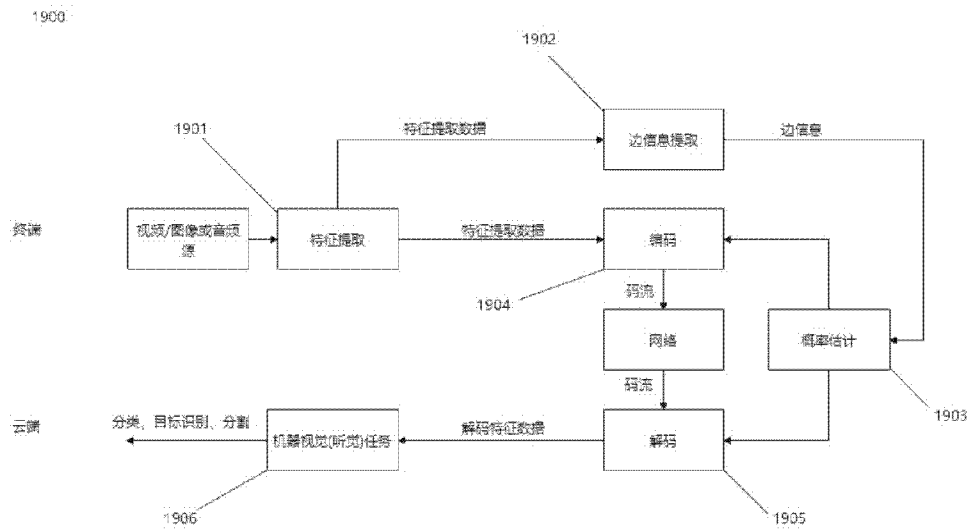 1900
1902
1901
特征提取数据
边信息提取
边信息
终端
视频/图像或音频
源
特征提取
特征提取数据
编码
1904
码流
网络
概率估计
码流
1903
云端
分类、目标识别、分割
机器视觉(听觉)任务
解码特征数据
解码
1906
1905